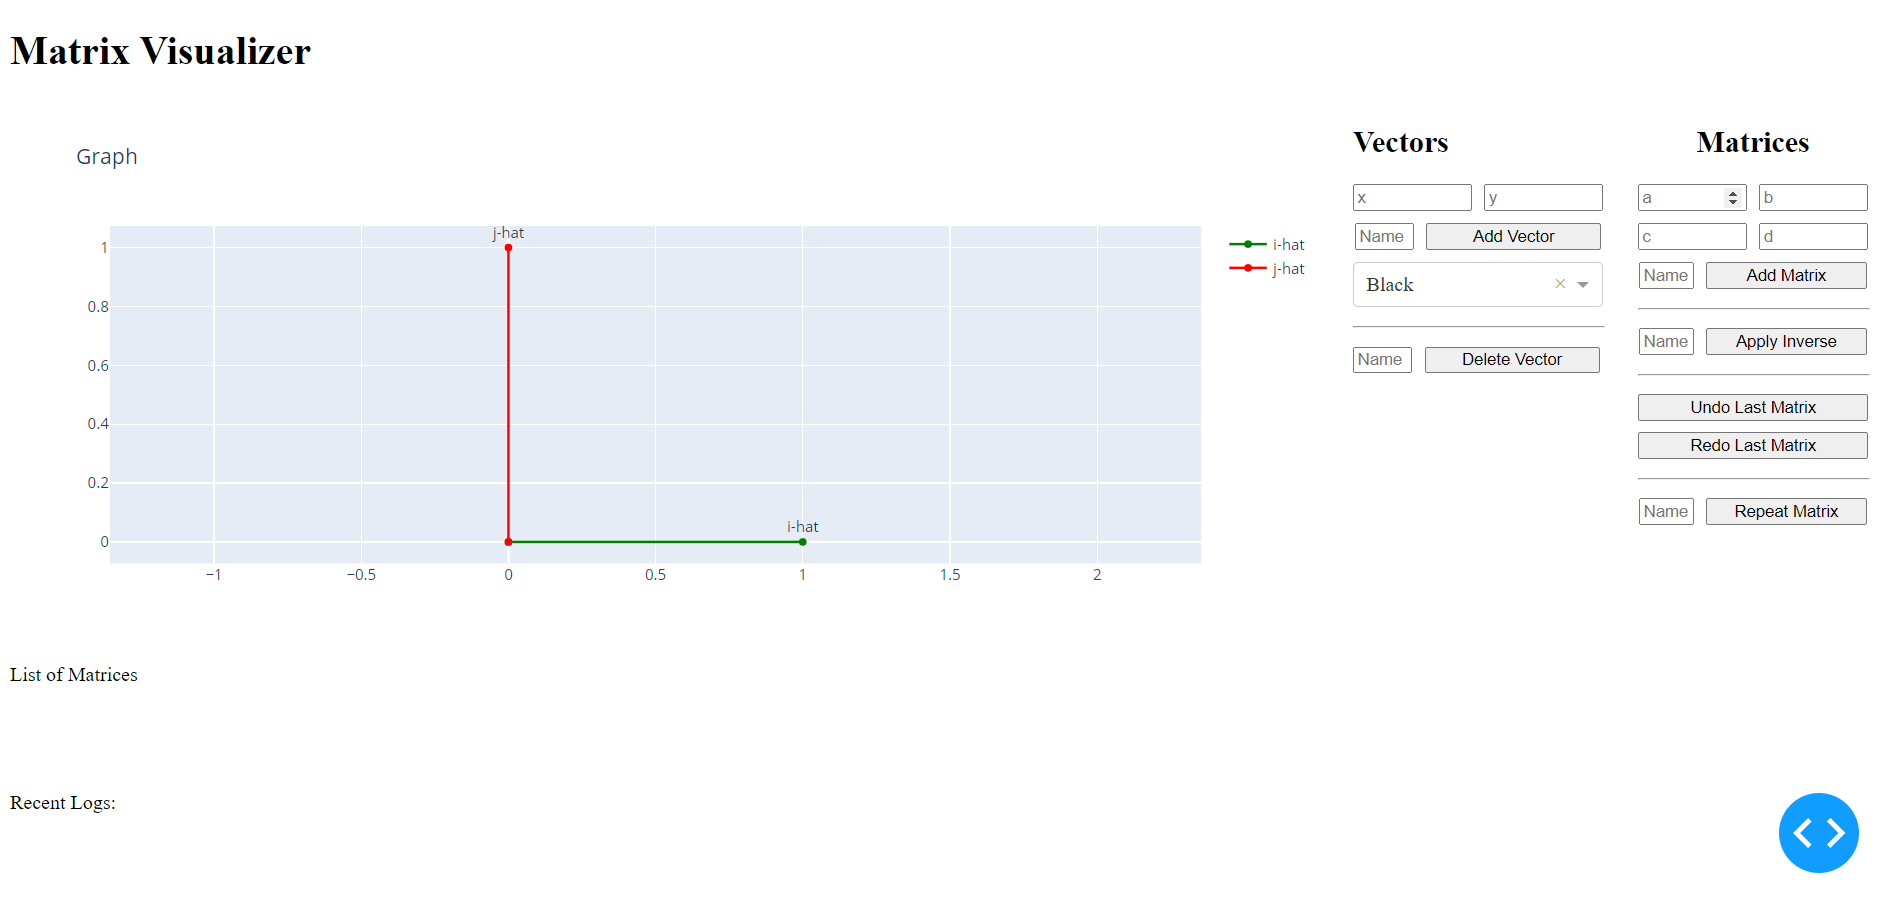 Matrix Visualizer
Graph
j-hat
1
0.8
0.6
0.4
0.2
0
i-hat
−1 −0.5 0 0.5 1 1.5 2
i-hat
j-hat
Vectors
x y
Name Add Vector
Black ×
Name Delete Vector
Matrices
a b
c d
Name Add Matrix
Name Apply Inverse
Undo Last Matrix
Redo Last Matrix
Name Repeat Matrix
List of Matrices
Recent Logs: